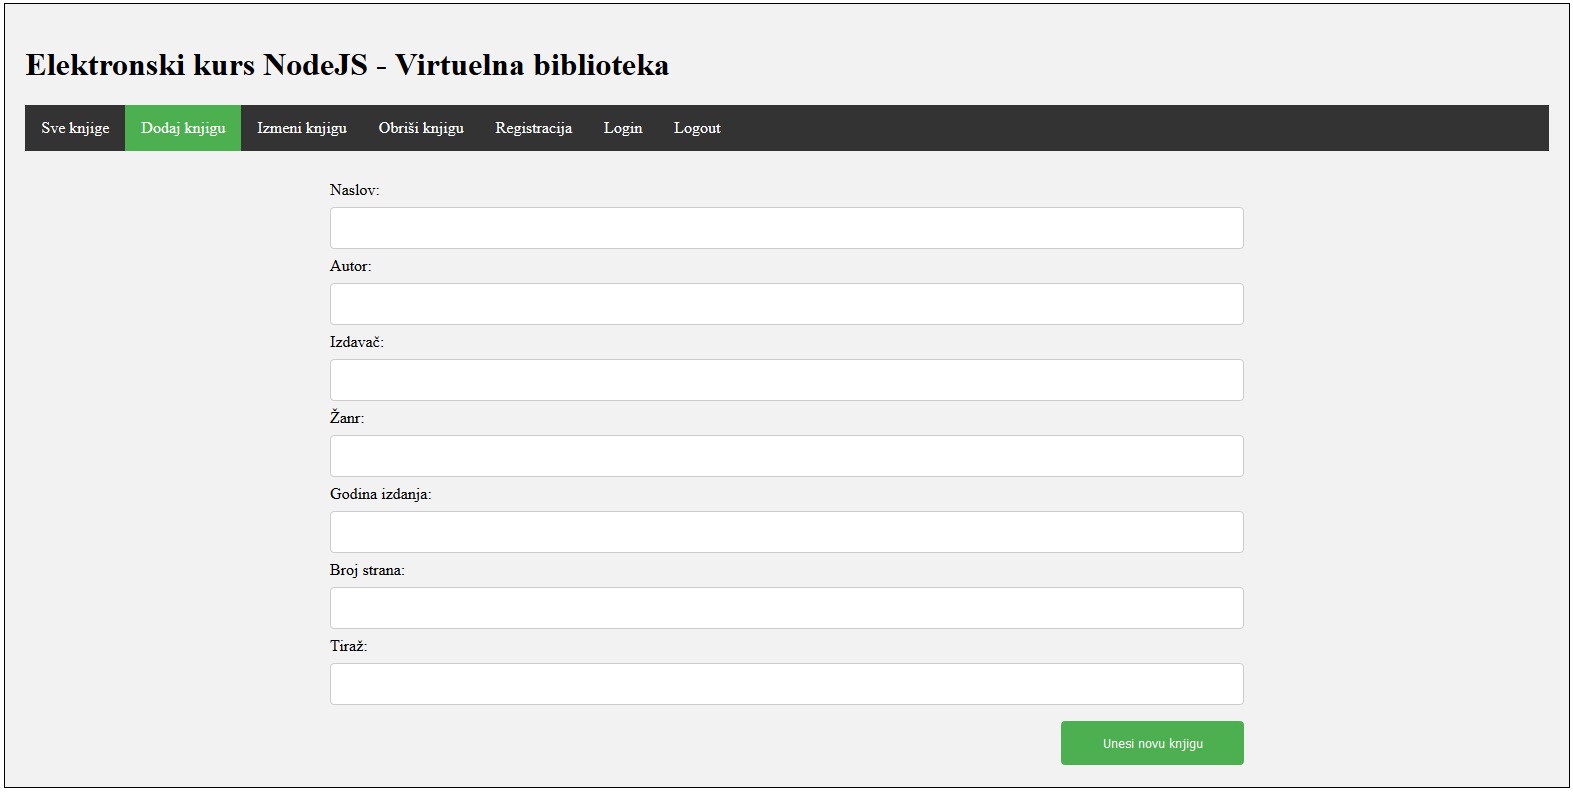 Elektronski kurs NodeJS - Virtuelna biblioteka
Sve knjige Dodaj knjigu Izmeni knjigu Obriši knjigu Registracija Login Logout
Naslov:
Autor:
Izdavač:
Žanr:
Godina izdanja:
Broj strana:
Tiraž:
Unesi novu knjigu